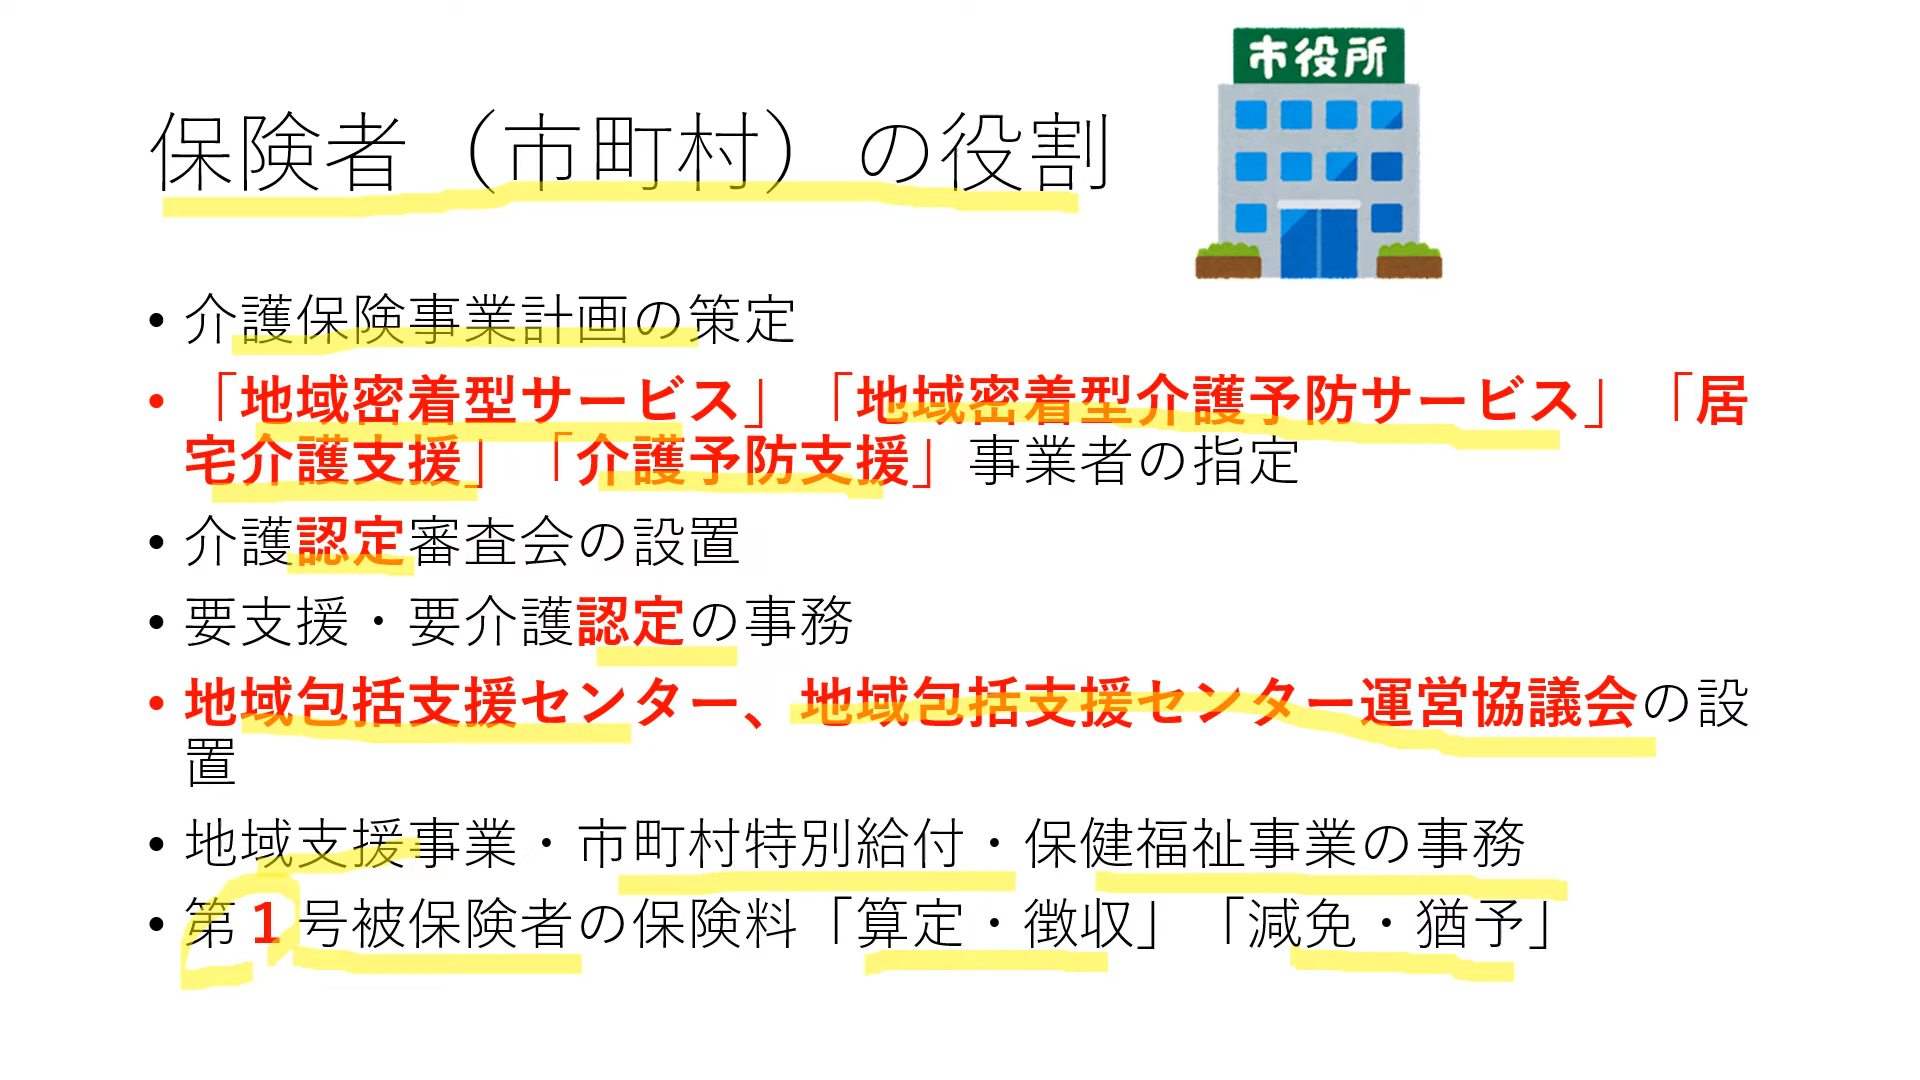 市役所
保険者（市町村）の役割
• 介護保険事業計画の策定
• 「地域密着型サービス」「地域密着型介護予防サービス」「居
宅介護支援」「介護予防支援」事業者の指定
• 介護認定審査会の設置
• 要支援・要介護認定の事務
• 地域包括支援センター、地域包括支援センター運営協議会の設
置
• 地域支援事業・市町村特別給付・保健福祉事業の事務
• 第１号被保険者の保険料「算定・徴収」「減免・猶予」